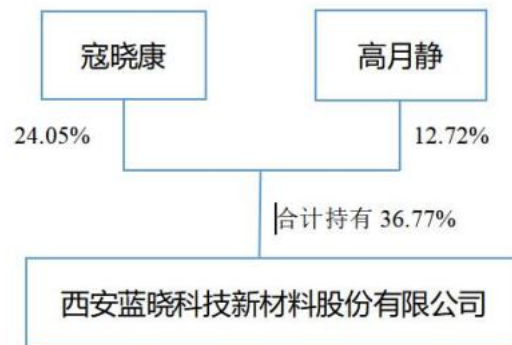 寇晓康
高月静
24.05%
12.72%
合计持有 36.77%
西安蓝晓科技新材料股份有限公司